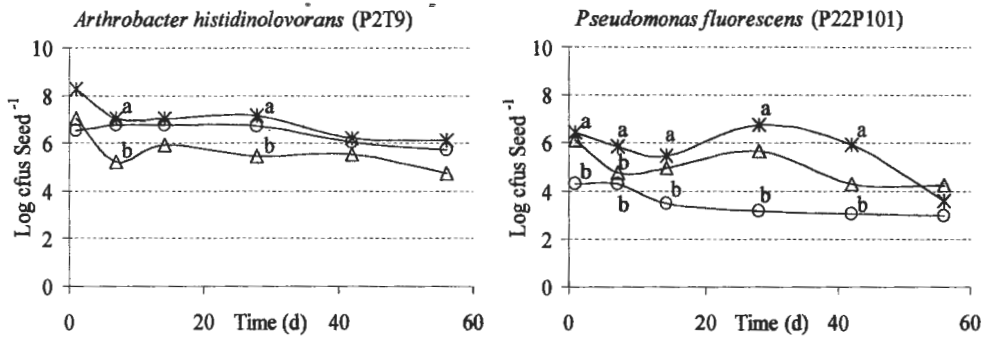 Arthrobacter histidinolovorans (P2T9)
10
8
6
4
2
0
Log cfus Seed⁻¹
a
a
b
b
0 20 Time (d) 40 60
Pseudomonas fluorescens (P22P101)
10
8
6
4
2
0
Log cfus Seed⁻¹
a a a a a
b b b b b b
0 20 Time (d) 40 60